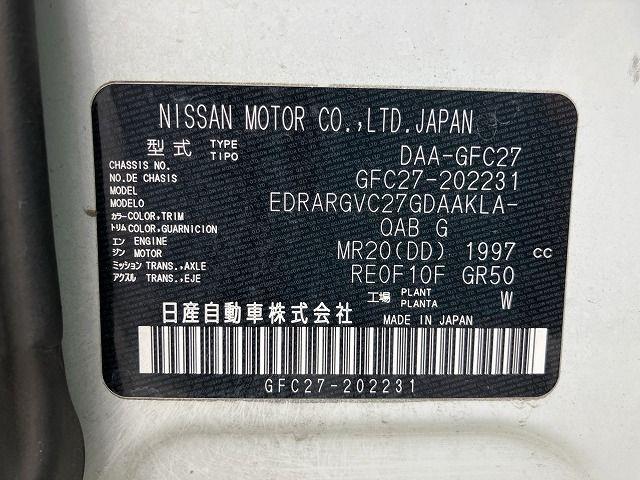 NISSAN MOTOR CO.,LTD.JAPAN
型式 TYPE TIPO DAA-GFC27
CHASSIS NO.
NO.DE CHASIS GFC27-202231
MODEL
MODELO EDRARGVC27GDAAKLA-
カラー COLOR,TRIM
トリム COLOR,GUARNICION QAB G
エン ENGINE
ジン MOTOR MR20(DD) 1997 cc
ミッション TRANS.,AXLE
アクスル TRANS.,EJE RE0F10F GR50
工場 PLANT PLANTA W
日産自動車株式会社 MADE IN JAPAN
GFC27-202231